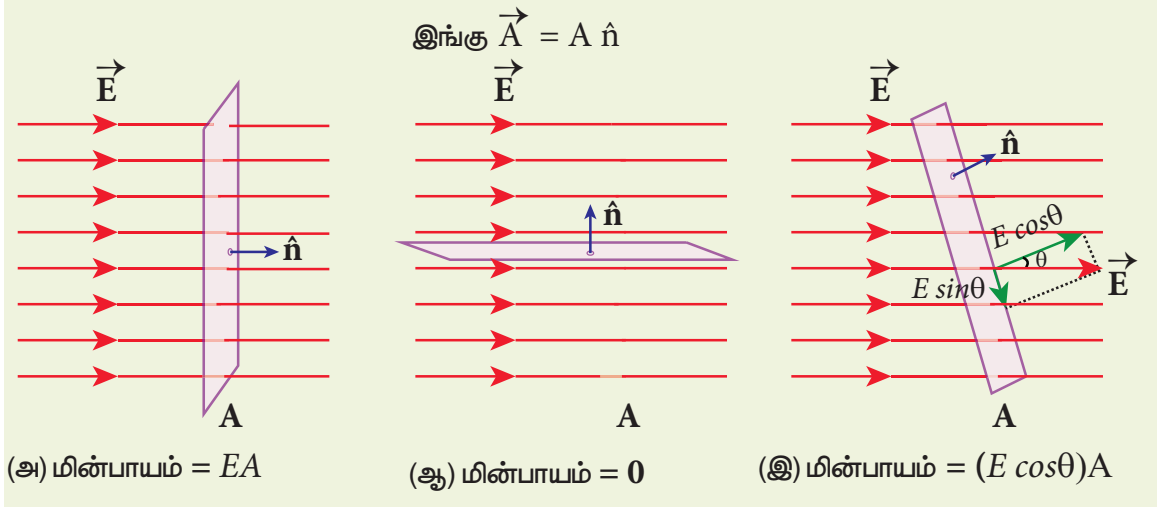 இங்கு A⃗ = A n̂
E⃗
n̂
A
(அ) மின்பாயம் = EA
E⃗
n̂
A
(ஆ) மின்பாயம் = 0
E⃗
n̂
E cosθ
θ
E sinθ
E⃗
A
(இ) மின்பாயம் = (E cosθ)A